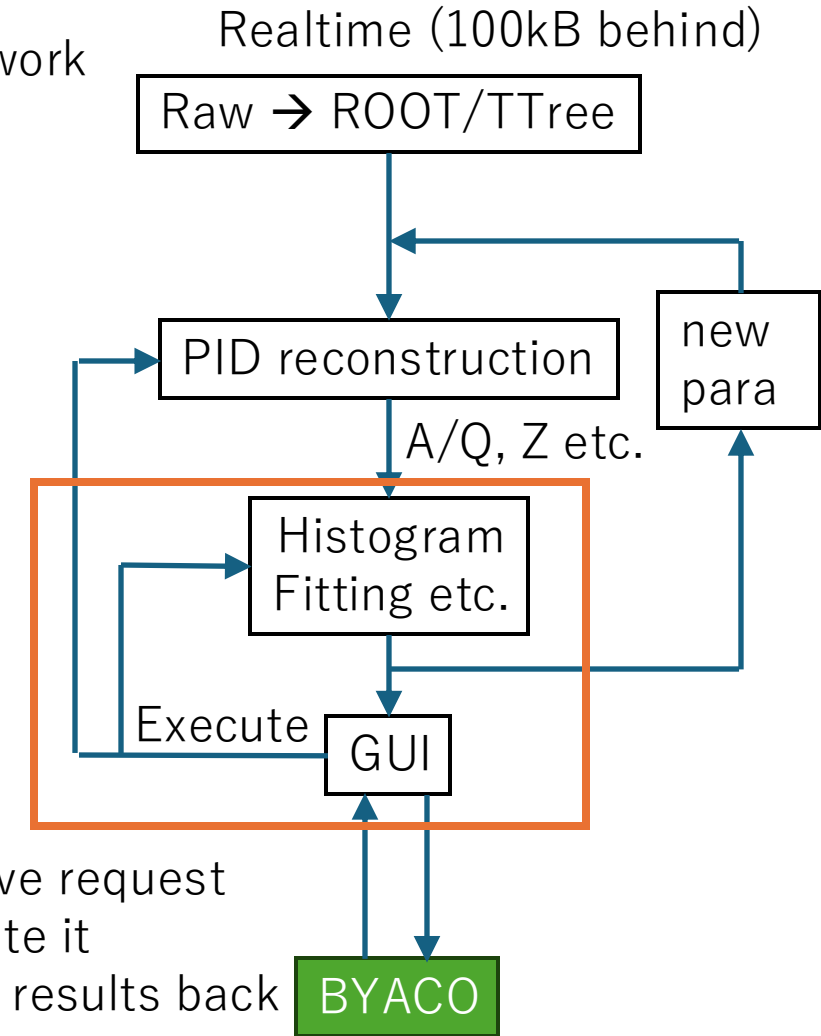 Realtime (100kB behind)
work
Raw → ROOT/TTree
new
para
PID reconstruction
A/Q, Z etc.
Histogram
Fitting etc.
Execute
GUI
ve request
te it
results back
BYACO